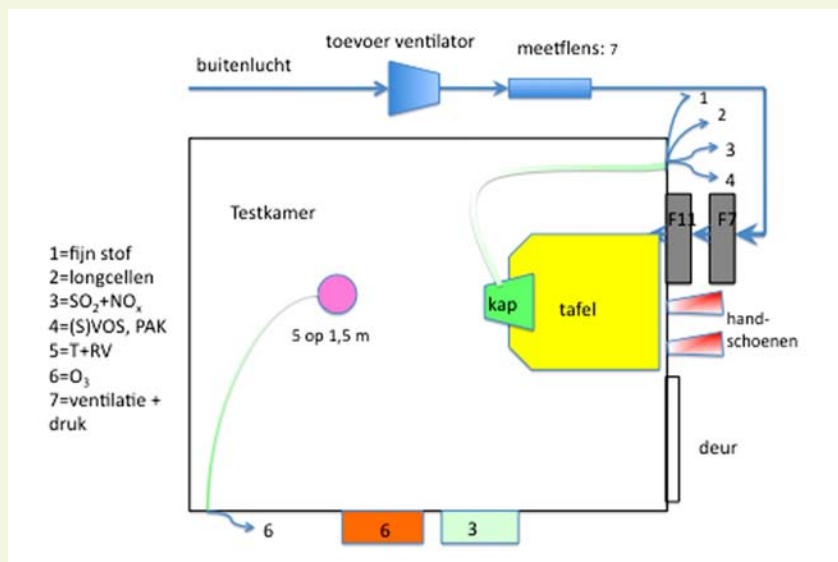 toevoer ventilator
meetflens: 7
buitenlucht
1
2
3
4
Testkamer
F11
F7
1=fijn stof
2=longcellen
3=SO₂+NOₓ
4=(S)VOS, PAK
5=T+RV
6=O₃
7=ventilatie +
druk
kap
tafel
hand-
schoenen
5 op 1,5 m
deur
6
6
3